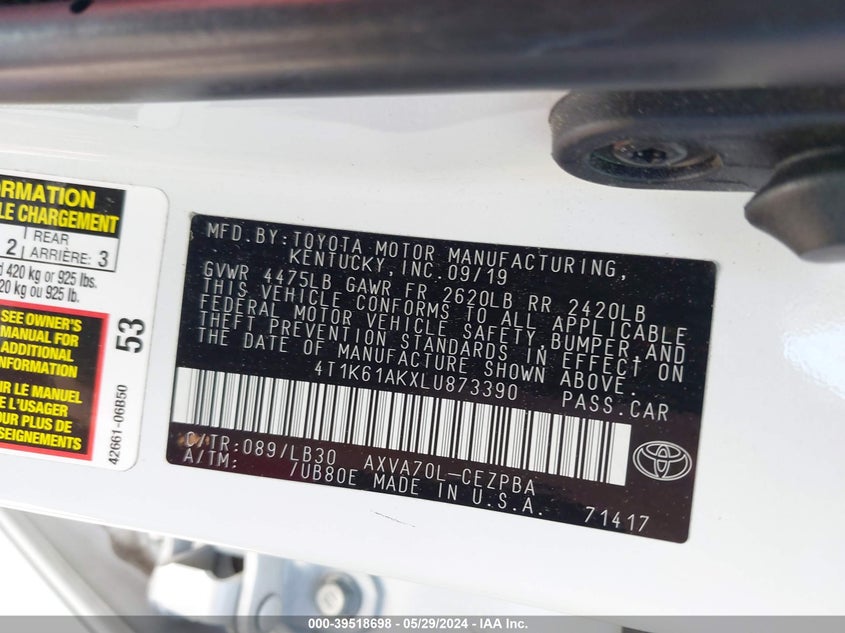 ORMATION
LE CHARGEMENT
2 REAR ARRIÈRE: 3
d 420 kg or 925 lbs.
20 kg ou 925 lb.
SEE OWNER'S
MANUAL FOR
ADDITIONAL
INFORMATION
R LE MANUEL
E L'USAGER
OUR PLUS DE
NSEIGNEMENTS
53
42661-06B50
MFD.BY:TOYOTA MOTOR MANUFACTURING,
KENTUCKY,INC.09/19
GVWR 4475LB GAWR FR 2620LB RR 2420LB
THIS VEHICLE CONFORMS TO ALL APPLICABLE
FEDERAL MOTOR VEHICLE SAFETY,BUMPER,AND
THEFT PREVENTION STANDARDS IN EFFECT ON
THE DATE OF MANUFACTURE SHOWN ABOVE.
4T1K61AKXLU873390 PASS.CAR
C/TR:089/LB30 AXVA70L-CEZPBA
A/TM: /UB80E MADE IN U.S.A. 71417
TOYOTA
000-39518698 - 05/29/2024 - IAA Inc.